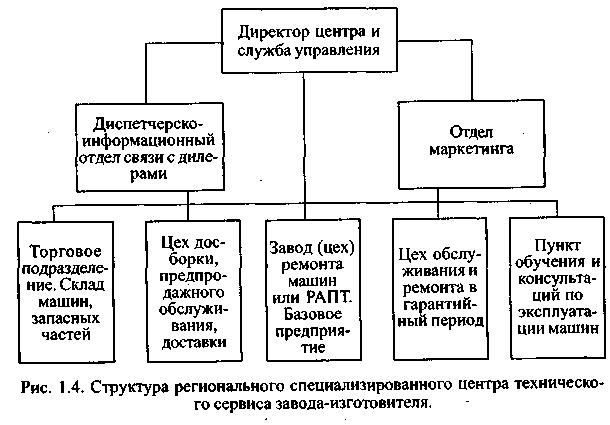 Директор центра и
служба управления
Диспетчерско-
информационный
отдел связи с диле-
рами
Отдел
маркетинга
Торговое
подразделе-
ние. Склад
машин,
запасных
частей
Цех дос-
борки,
предпро-
дажного
обслужи-
вания,
доставки
Завод (цех)
ремонта
машин
или РАПТ.
Базовое
предприя-
тие
Цех обслу-
живания и
ремонта в
гарантий-
ный период
Пункт
обучения и
консульта-
ций по
эксплуата-
ции машин
Рис. 1.4. Структура регионального специализированного центра техническо-
го сервиса завода-изготовителя.